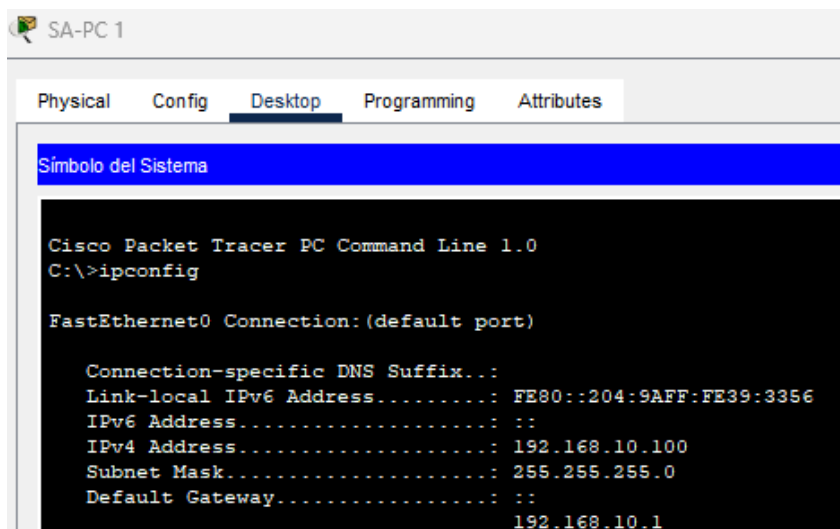 SA-PC 1
Physical Config Desktop Programming Attributes
Símbolo del Sistema
Cisco Packet Tracer PC Command Line 1.0
C:\>ipconfig
FastEthernet0 Connection:(default port)
Connection-specific DNS Suffix..:
Link-local IPv6 Address.........: FE80::204:9AFF:FE39:3356
IPv6 Address....................: ::
IPv4 Address....................: 192.168.10.100
Subnet Mask.....................: 255.255.255.0
Default Gateway.................: ::
192.168.10.1